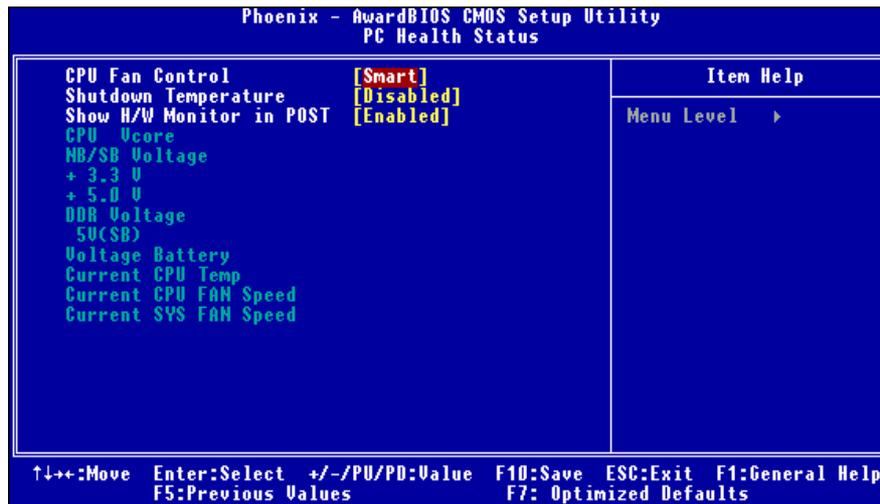 Phoenix - AwardBIOS CMOS Setup Utility
PC Health Status
CPU Fan Control [Smart]
Shutdown Temperature [Disabled]
Show H/W Monitor in POST [Enabled]
CPU Vcore
NB/SB Voltage
+ 3.3 V
+ 5.0 V
DDR Voltage
5V(SB)
Voltage Battery
Current CPU Temp
Current CPU FAN Speed
Current SYS FAN Speed
Item Help
Menu Level ▸
↑↓→←:Move Enter:Select +/-/PU/PD:Value F10:Save ESC:Exit F1:General Help
F5:Previous Values F7: Optimized Defaults